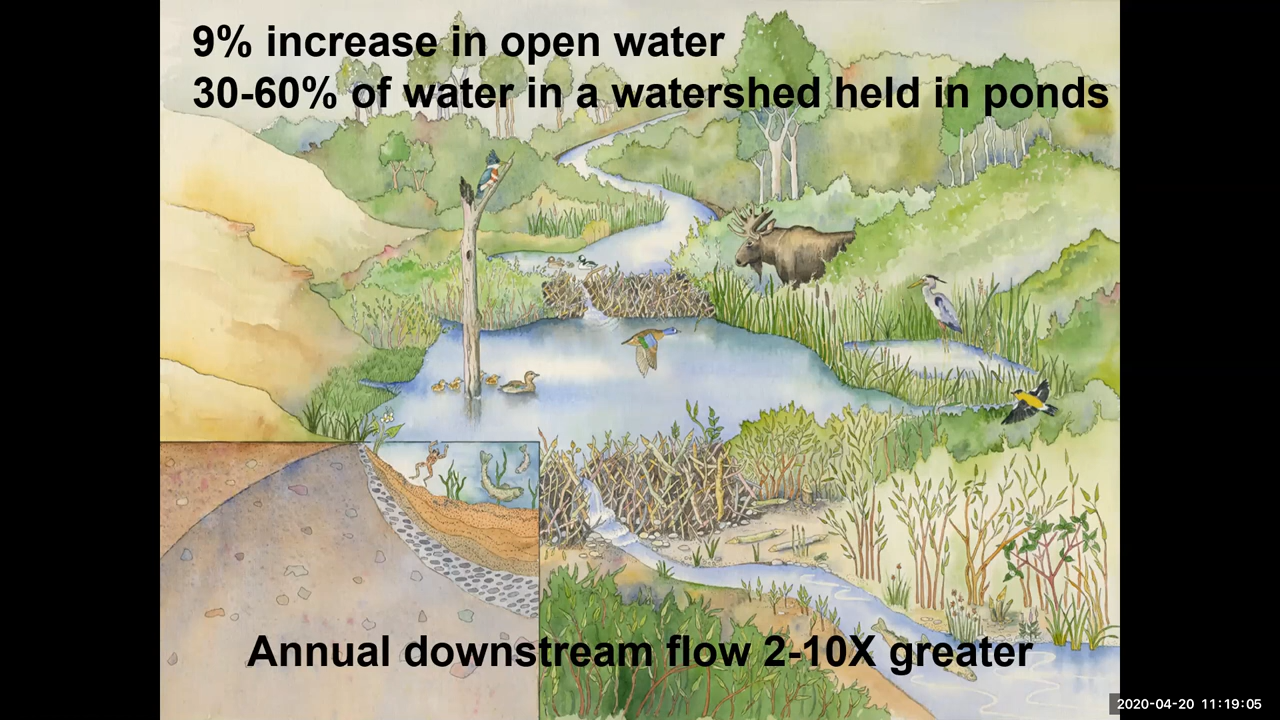 9% increase in open water
30-60% of water in a watershed held in ponds
Annual downstream flow 2-10X greater
2020-04-20 11:19:05